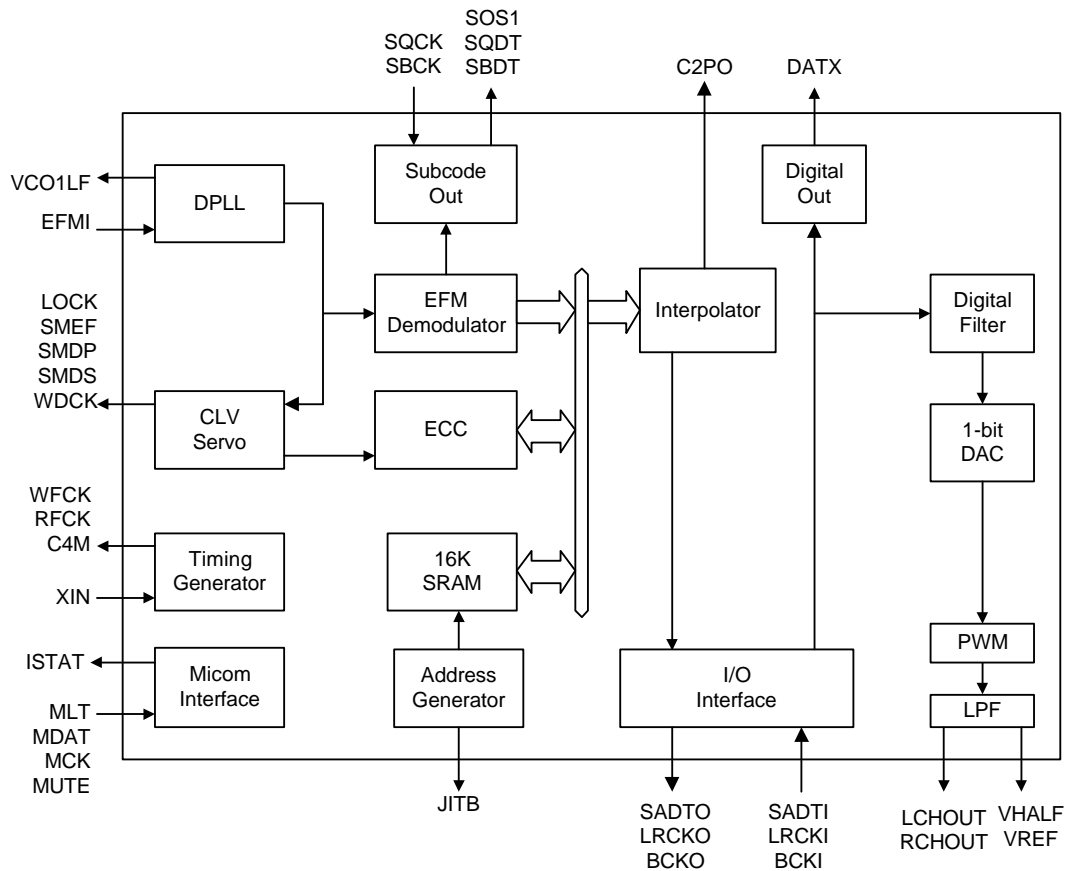 SOS1
SQDT
SBDT
SQCK
SBCK
C2PO
DATX
VCO1LF
EFMI
DPLL
Subcode
Out
Digital
Out
LOCK
SMEF
SMDP
SMDS
WDCK
EFM
Demodulator
Interpolator
Digital
Filter
CLV
Servo
ECC
1-bit
DAC
WFCK
RFCK
C4M
XIN
Timing
Generator
16K
SRAM
ISTAT
MLT
MDAT
MCK
MUTE
Micom
Interface
Address
Generator
I/O
Interface
PWM
LPF
JITB
SADTO
LRCKO
BCKO
SADTI
LRCKI
BCKI
LCHOUT
RCHOUT
VHALF
VREF